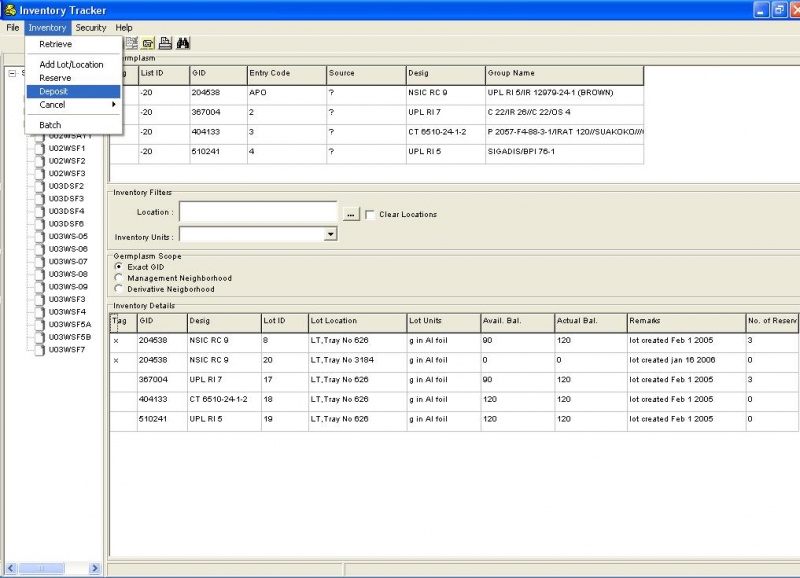 Inventory Tracker
File Inventory Security Help
Retrieve
Add Lot/Location
Reserve
Deposit
Cancel
Batch
U02WSF1
U02WSF2
U02WSF3
U03DSF2
U03DSF3
U03DSF4
U03DSF6
U03WS-05
U03WS-06
U03WS-07
U03WS-08
U03WS-09
U03WSF3
U03WSF4
U03WSF5A
U03WSF5B
U03WSF7
List ID GID Entry Code Source Desig Group Name
-20 204538 APO ? NSIC RC 9 UPL RI 5/IR 12979-24-1 (BROWN)
-20 367004 2 ? UPL RI 7 C 22/IR 26//C 22/OS 4
-20 404133 3 ? CT 6510-24-1-2 P 2057-F4-88-3-1/IRAT 120//SUAKOKO///
-20 510241 4 ? UPL RI 5 SIGADIS/BPI 76-1
Inventory Filters
Location : ... Clear Locations
Inventory Units :
Germplasm Scope
Exact GID
Management Neighborhood
Derivative Neigborhood
Inventory Details
Tag GID Desig Lot ID Lot Location Lot Units Avail. Bal. Actual Bal. Remarks No. of Reserv
x 204538 NSIC RC 9 8 LT,Tray No 626 g in Al foil 90 120 lot created Feb 1 2005 3
x 204538 NSIC RC 9 20 LT,Tray No 3184 g in Al foil 0 0 lot created jan 16 2006 0
367004 UPL RI 7 17 LT,Tray No 626 g in Al foil 90 120 lot created Feb 1 2005 3
404133 CT 6510-24-1-2 18 LT,Tray No 626 g in Al foil 120 120 lot created Feb 1 2005 0
510241 UPL RI 5 19 LT,Tray No 626 g in Al foil 120 120 lot created Feb 1 2005 0